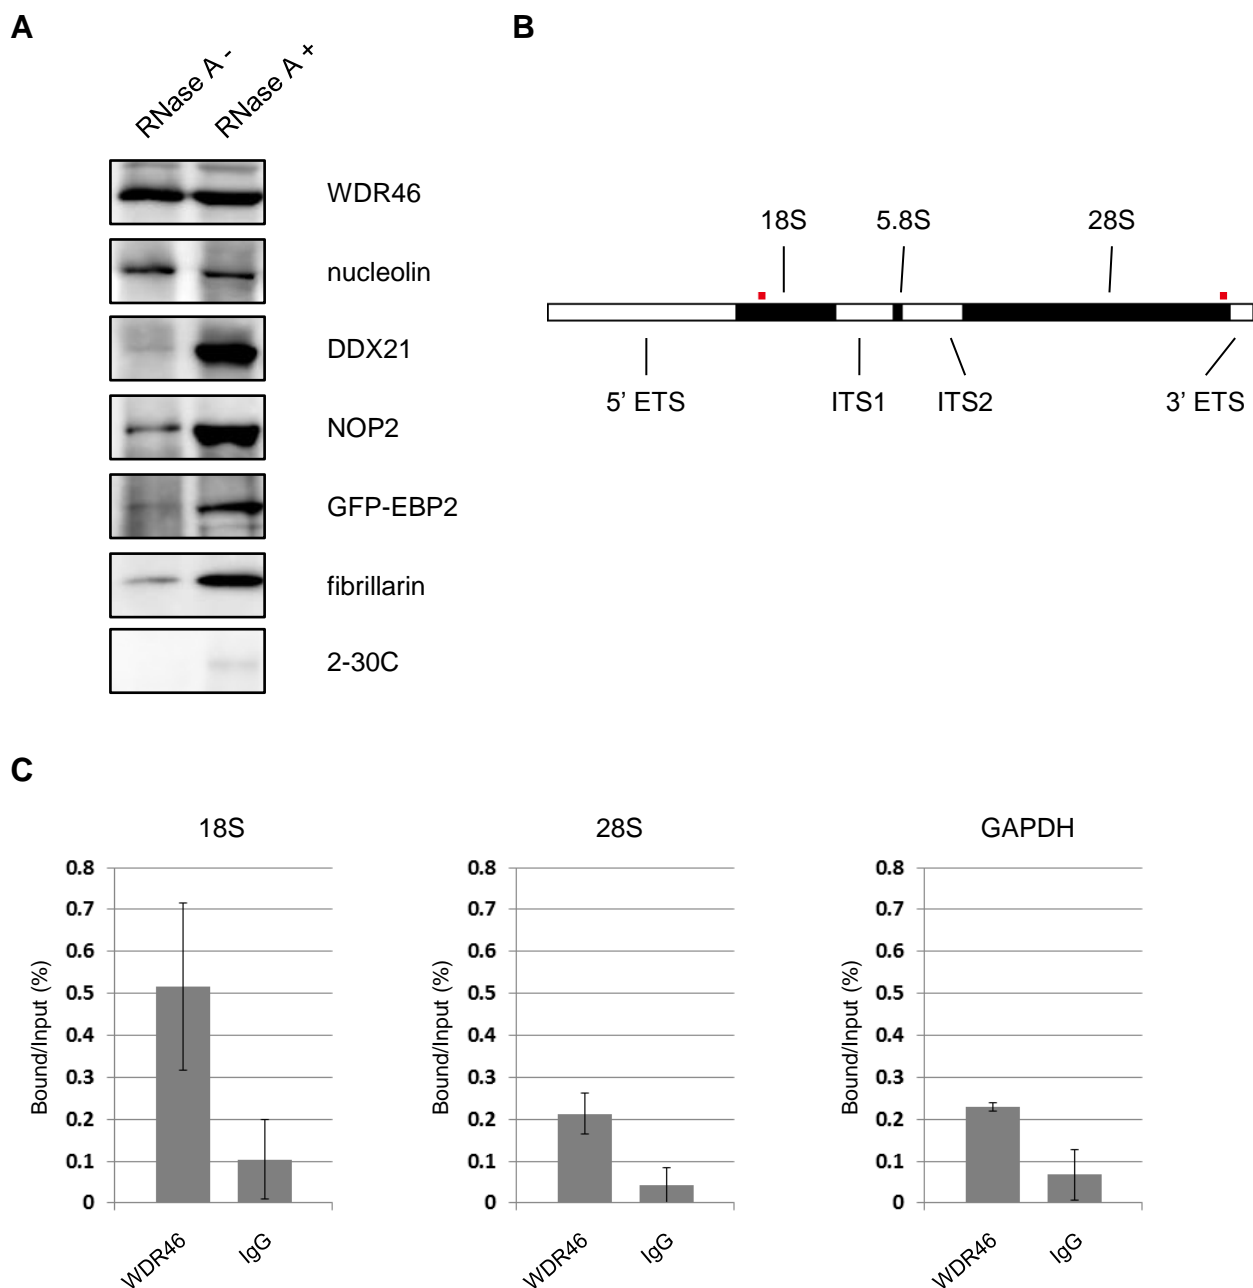 A
B
RNase A -
RNase A +
WDR46
nucleolin
DDX21
NOP2
GFP-EBP2
fibrillarin
2-30C
18S
5.8S
28S
5’ ETS
ITS1
ITS2
3’ ETS
C
18S
Bound/Input (%)
0.8
0.7
0.6
0.5
0.4
0.3
0.2
0.1
0
WDR46
IgG
28S
Bound/Input (%)
0.8
0.7
0.6
0.5
0.4
0.3
0.2
0.1
0
WDR46
IgG
GAPDH
Bound/Input (%)
0.8
0.7
0.6
0.5
0.4
0.3
0.2
0.1
0
WDR46
IgG